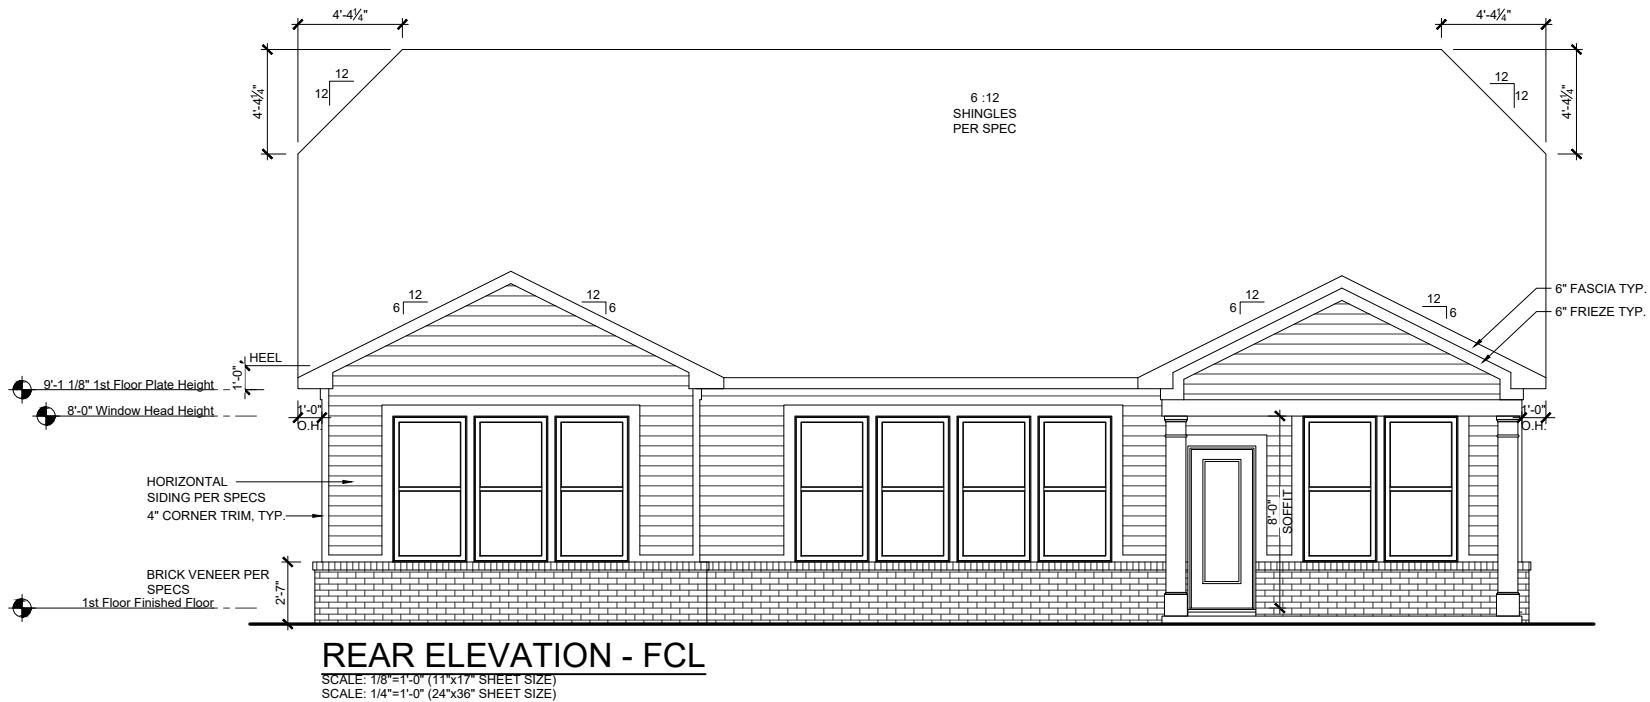 4'-4¼"
4'-4¼"
4'-4¼"
12
12
6 :12
SHINGLES
PER SPEC
12
12
4'-4¼"
12
6
12
6
12
6
12
6
6" FASCIA TYP.
6" FRIEZE TYP.
HEEL
1'-0"
9'-1 1/8" 1st Floor Plate Height
8'-0" Window Head Height
1'-0"
O.H.
1'-0"
O.H.
HORIZONTAL
SIDING PER SPECS
4" CORNER TRIM, TYP.
8'-0"
SOFFIT
BRICK VENEER PER
SPECS
2'-7"
1st Floor Finished Floor
REAR ELEVATION - FCL
SCALE: 1/8"=1'-0" (11"x17" SHEET SIZE)
SCALE: 1/4"=1'-0" (24"x36" SHEET SIZE)